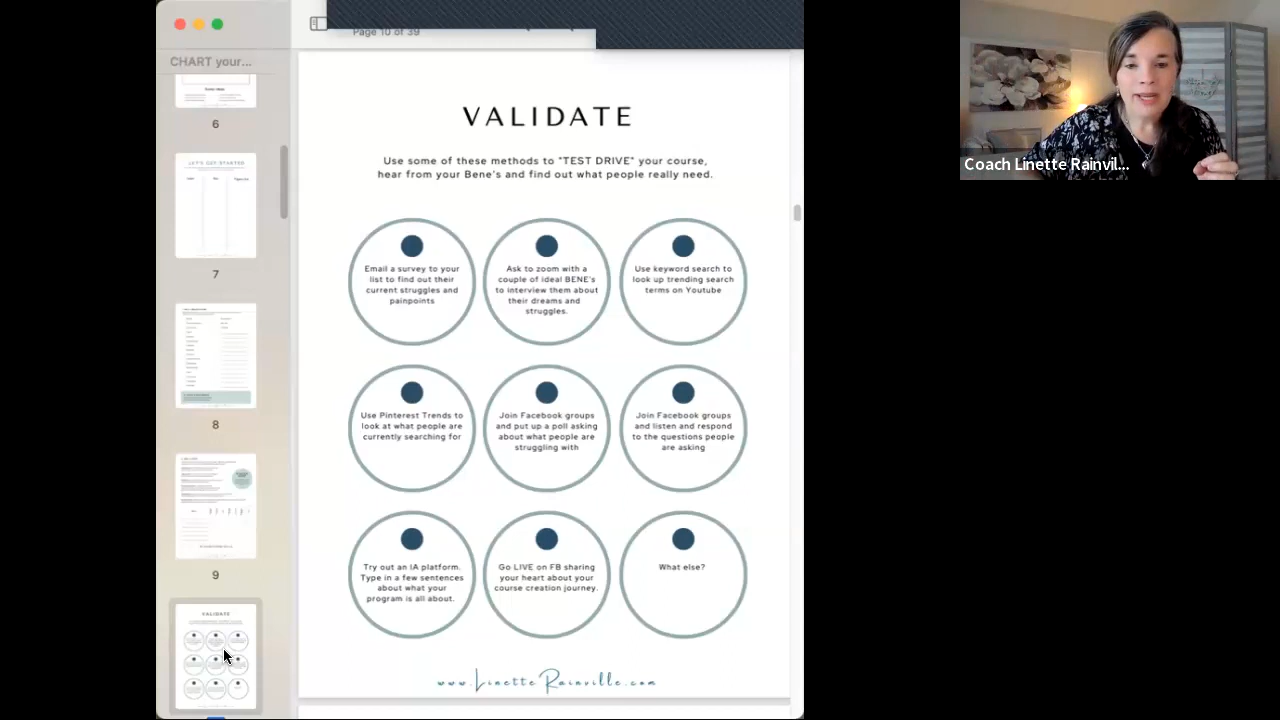 Page 10 of 39
CHART your...
6
LET'S GET STARTED
7
8
9
VALIDATE
VALIDATE
Use some of these methods to "TEST DRIVE" your course,
hear from your Bene's and find out what people really need.
Email a survey to your
list to find out their
current struggles and
painpoints
Ask to zoom with a
couple of ideal BENE's
to interview them about
their dreams and
struggles.
Use keyword search to
look up trending search
terms on Youtube
Use Pinterest Trends to
look at what people are
currently searching for
Join Facebook groups
and put up a poll asking
about what people are
struggling with
Join Facebook groups
and listen and respond
to the questions people
are asking
Try out an IA platform.
Type in a few sentences
about what your
program is all about.
Go LIVE on FB sharing
your heart about your
course creation journey.
What else?
www.LinetteRainville.com
Coach Linette Rainvil...